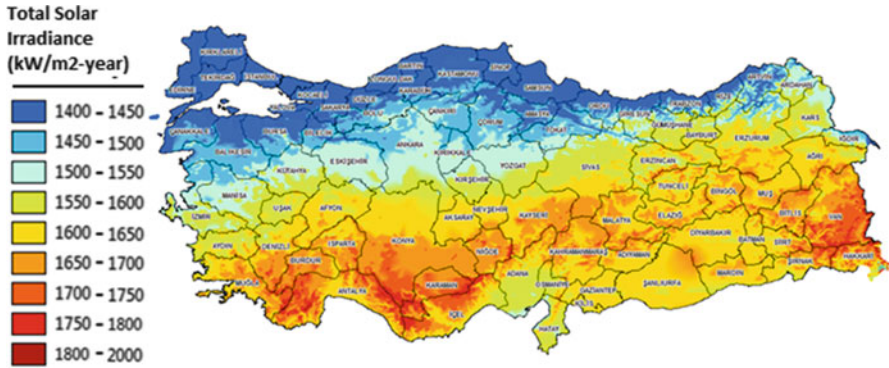 Total Solar
Irradiance
(kW/m2-year)
1400 – 1450
1450 – 1500
1500 – 1550
1550 – 1600
1600 – 1650
1650 – 1700
1700 – 1750
1750 – 1800
1800 – 2000
KIRKLARELİ
EDİRNE
TEKİRDAĞ
İSTANBUL
KOCAELİ
SAKARYA
DÜZCE
BOLU
ZONGULDAK
BARTIN
KARABÜK
KASTAMONU
SİNOP
SAMSUN
ORDU
GİRESUN
TRABZON
RİZE
ARTVİN
ARDAHAN
ÇANAKKALE
BURSA
BİLECİK
ÇANKIRI
ÇORUM
AMASYA
TOKAT
GÜMÜŞHANE
BAYBURT
ERZURUM
KARS
IĞDIR
BALIKESİR
KÜTAHYA
ESKİŞEHİR
ANKARA
KIRIKKALE
YOZGAT
SİVAS
ERZİNCAN
AĞRI
MANİSA
UŞAK
AFYON
KIRŞEHİR
TUNCELİ
BİNGÖL
MUŞ
İZMİR
AKSARAY
NEVŞEHİR
KAYSERİ
MALATYA
ELAZIĞ
BİTLİS
VAN
AYDIN
DENİZLİ
ISPARTA
KONYA
NİĞDE
KAHRAMANMARAŞ
ADIYAMAN
DİYARBAKIR
BATMAN
SİİRT
HAKKARİ
MUĞLA
BURDUR
ANTALYA
KARAMAN
ADANA
OSMANİYE
GAZİANTEP
KİLİS
ŞANLIURFA
MARDİN
ŞIRNAK
İÇEL
HATAY